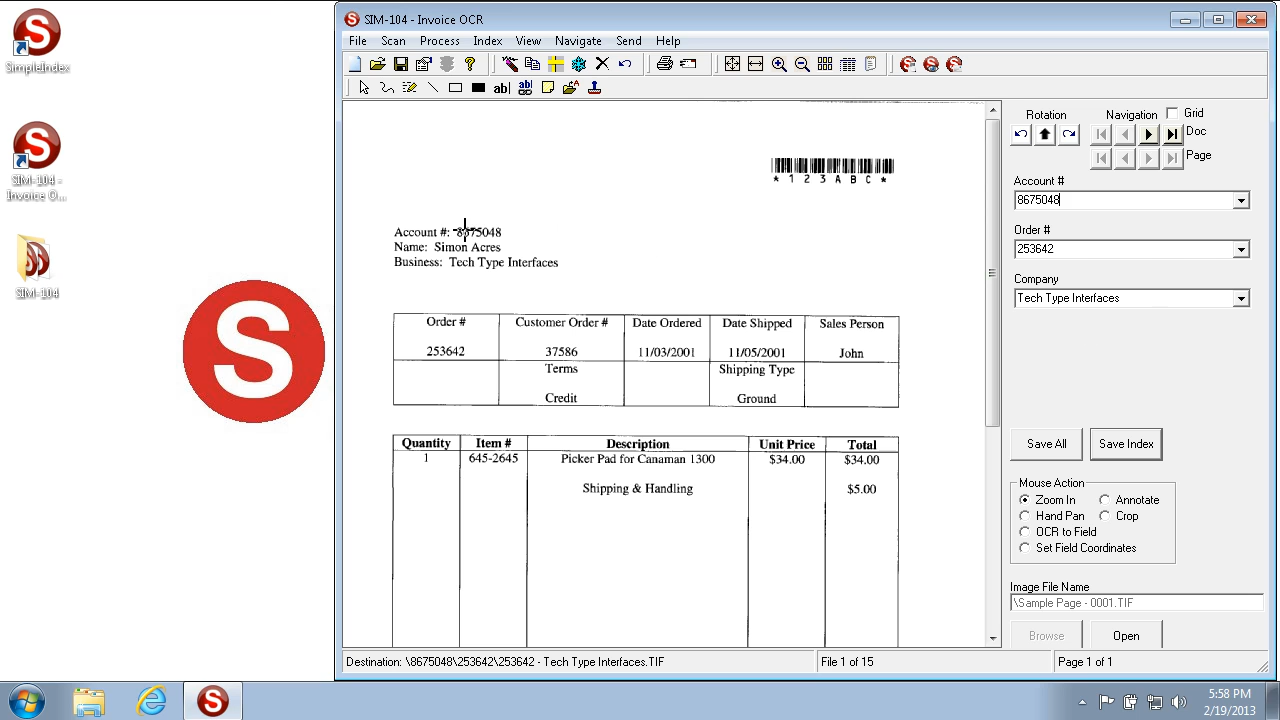 SimpleIndex
SIM-104 - Invoice O...
SIM-104
S
SIM-104 - Invoice OCR
File Scan Process Index View Navigate Send Help
ab|
ab|
*123ABC*
Account #: 8675048
Name: Simon Acres
Business: Tech Type Interfaces
Order # Customer Order # Date Ordered Date Shipped Sales Person
253642 37586 11/03/2001 11/05/2001 John
Terms Shipping Type
Credit Ground
Quantity Item # Description Unit Price Total
1 645-2645 Picker Pad for Canaman 1300 $34.00 $34.00
Shipping & Handling $5.00
Rotation Navigation Grid
Doc
Page
Account #
8675048
Order #
253642
Company
Tech Type Interfaces
Save All Save Index
Mouse Action
Zoom In Annotate
Hand Pan Crop
OCR to Field
Set Field Coordinates
Image File Name
\Sample Page - 0001.TIF
Browse Open
Destination: \8675048\253642\253642 - Tech Type Interfaces.TIF File 1 of 15 Page 1 of 1
5:58 PM
2/19/2013